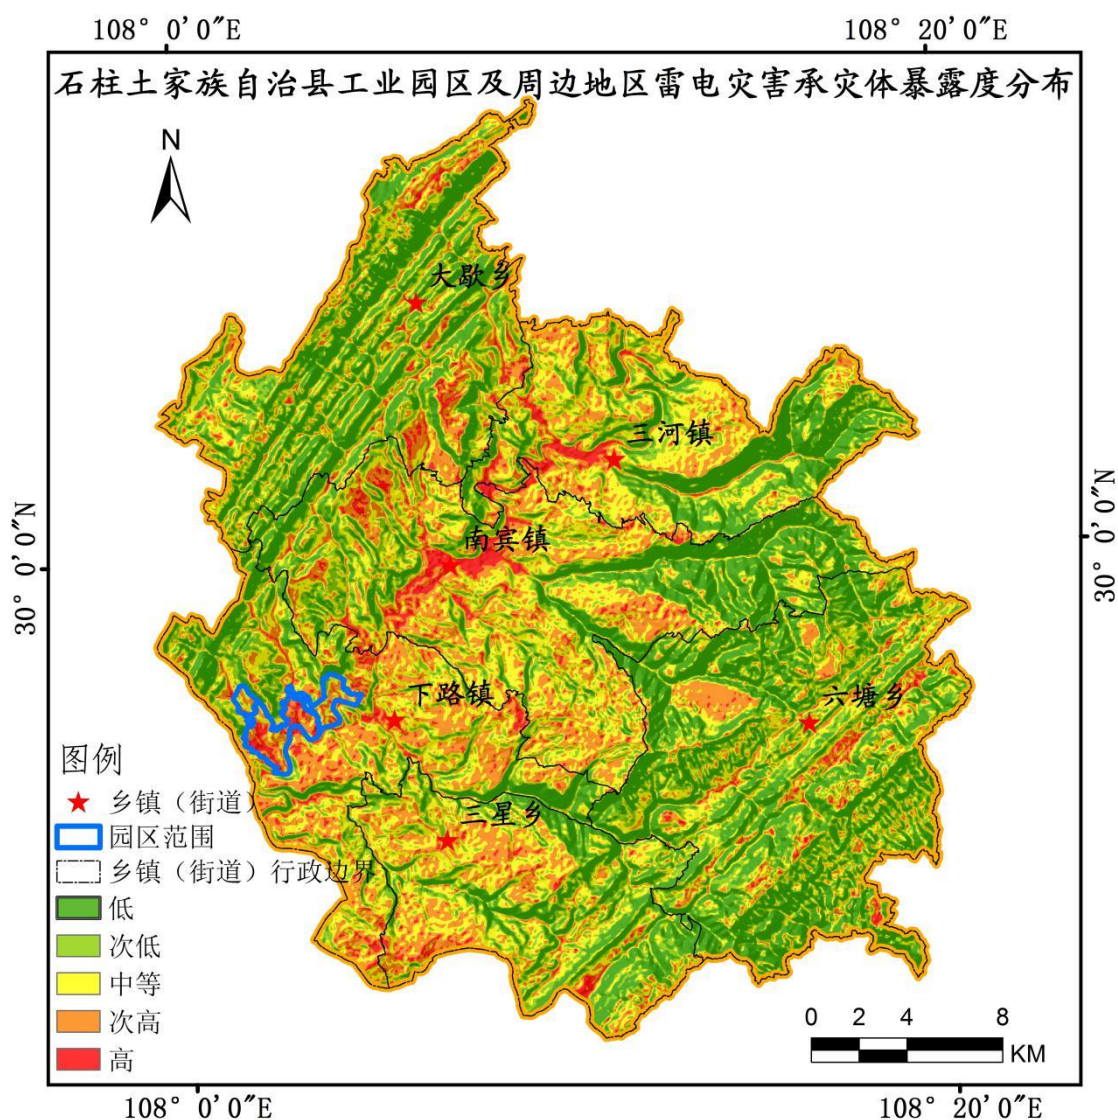 108° 0'0"E
108° 20'0"E
石柱土家族自治县工业园区及周边地区雷电灾害承灾体暴露度分布
N
大歇乡
三河镇
南宾镇
30° 0'0"N
30° 0'0"N
下路镇
六塘乡
三星乡
图例
乡镇（街道）
园区范围
乡镇（街道）行政边界
低
次低
中等
次高
高
0 2 4 8
KM
108° 0'0"E
108° 20'0"E